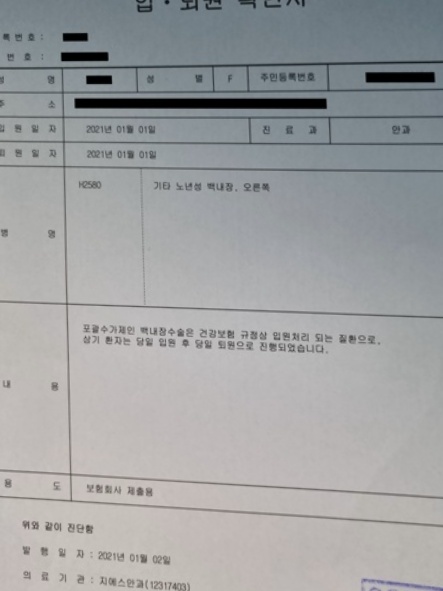 입·퇴원 확인서
록 번 호 :
번 호 :
성 명 성 별 F 주민등록번호
주 소
입 원 일 자 2021년 01월 01일 진 료 과 안과
퇴 원 일 자 2021년 01월 01일
병 명 H2580 기타 노년성 백내장, 오른쪽
내 용 포괄수가제인 백내장수술은 건강보험 규정상 입원처리 되는 질환으로,
상기 환자는 당일 입원 후 당일 퇴원으로 진행되었습니다.
용 도 보험회사 제출용
위와 같이 진단함
발 행 일 자 : 2021년 01월 02일
의 료 기 관 : 지에스안과(12317403)